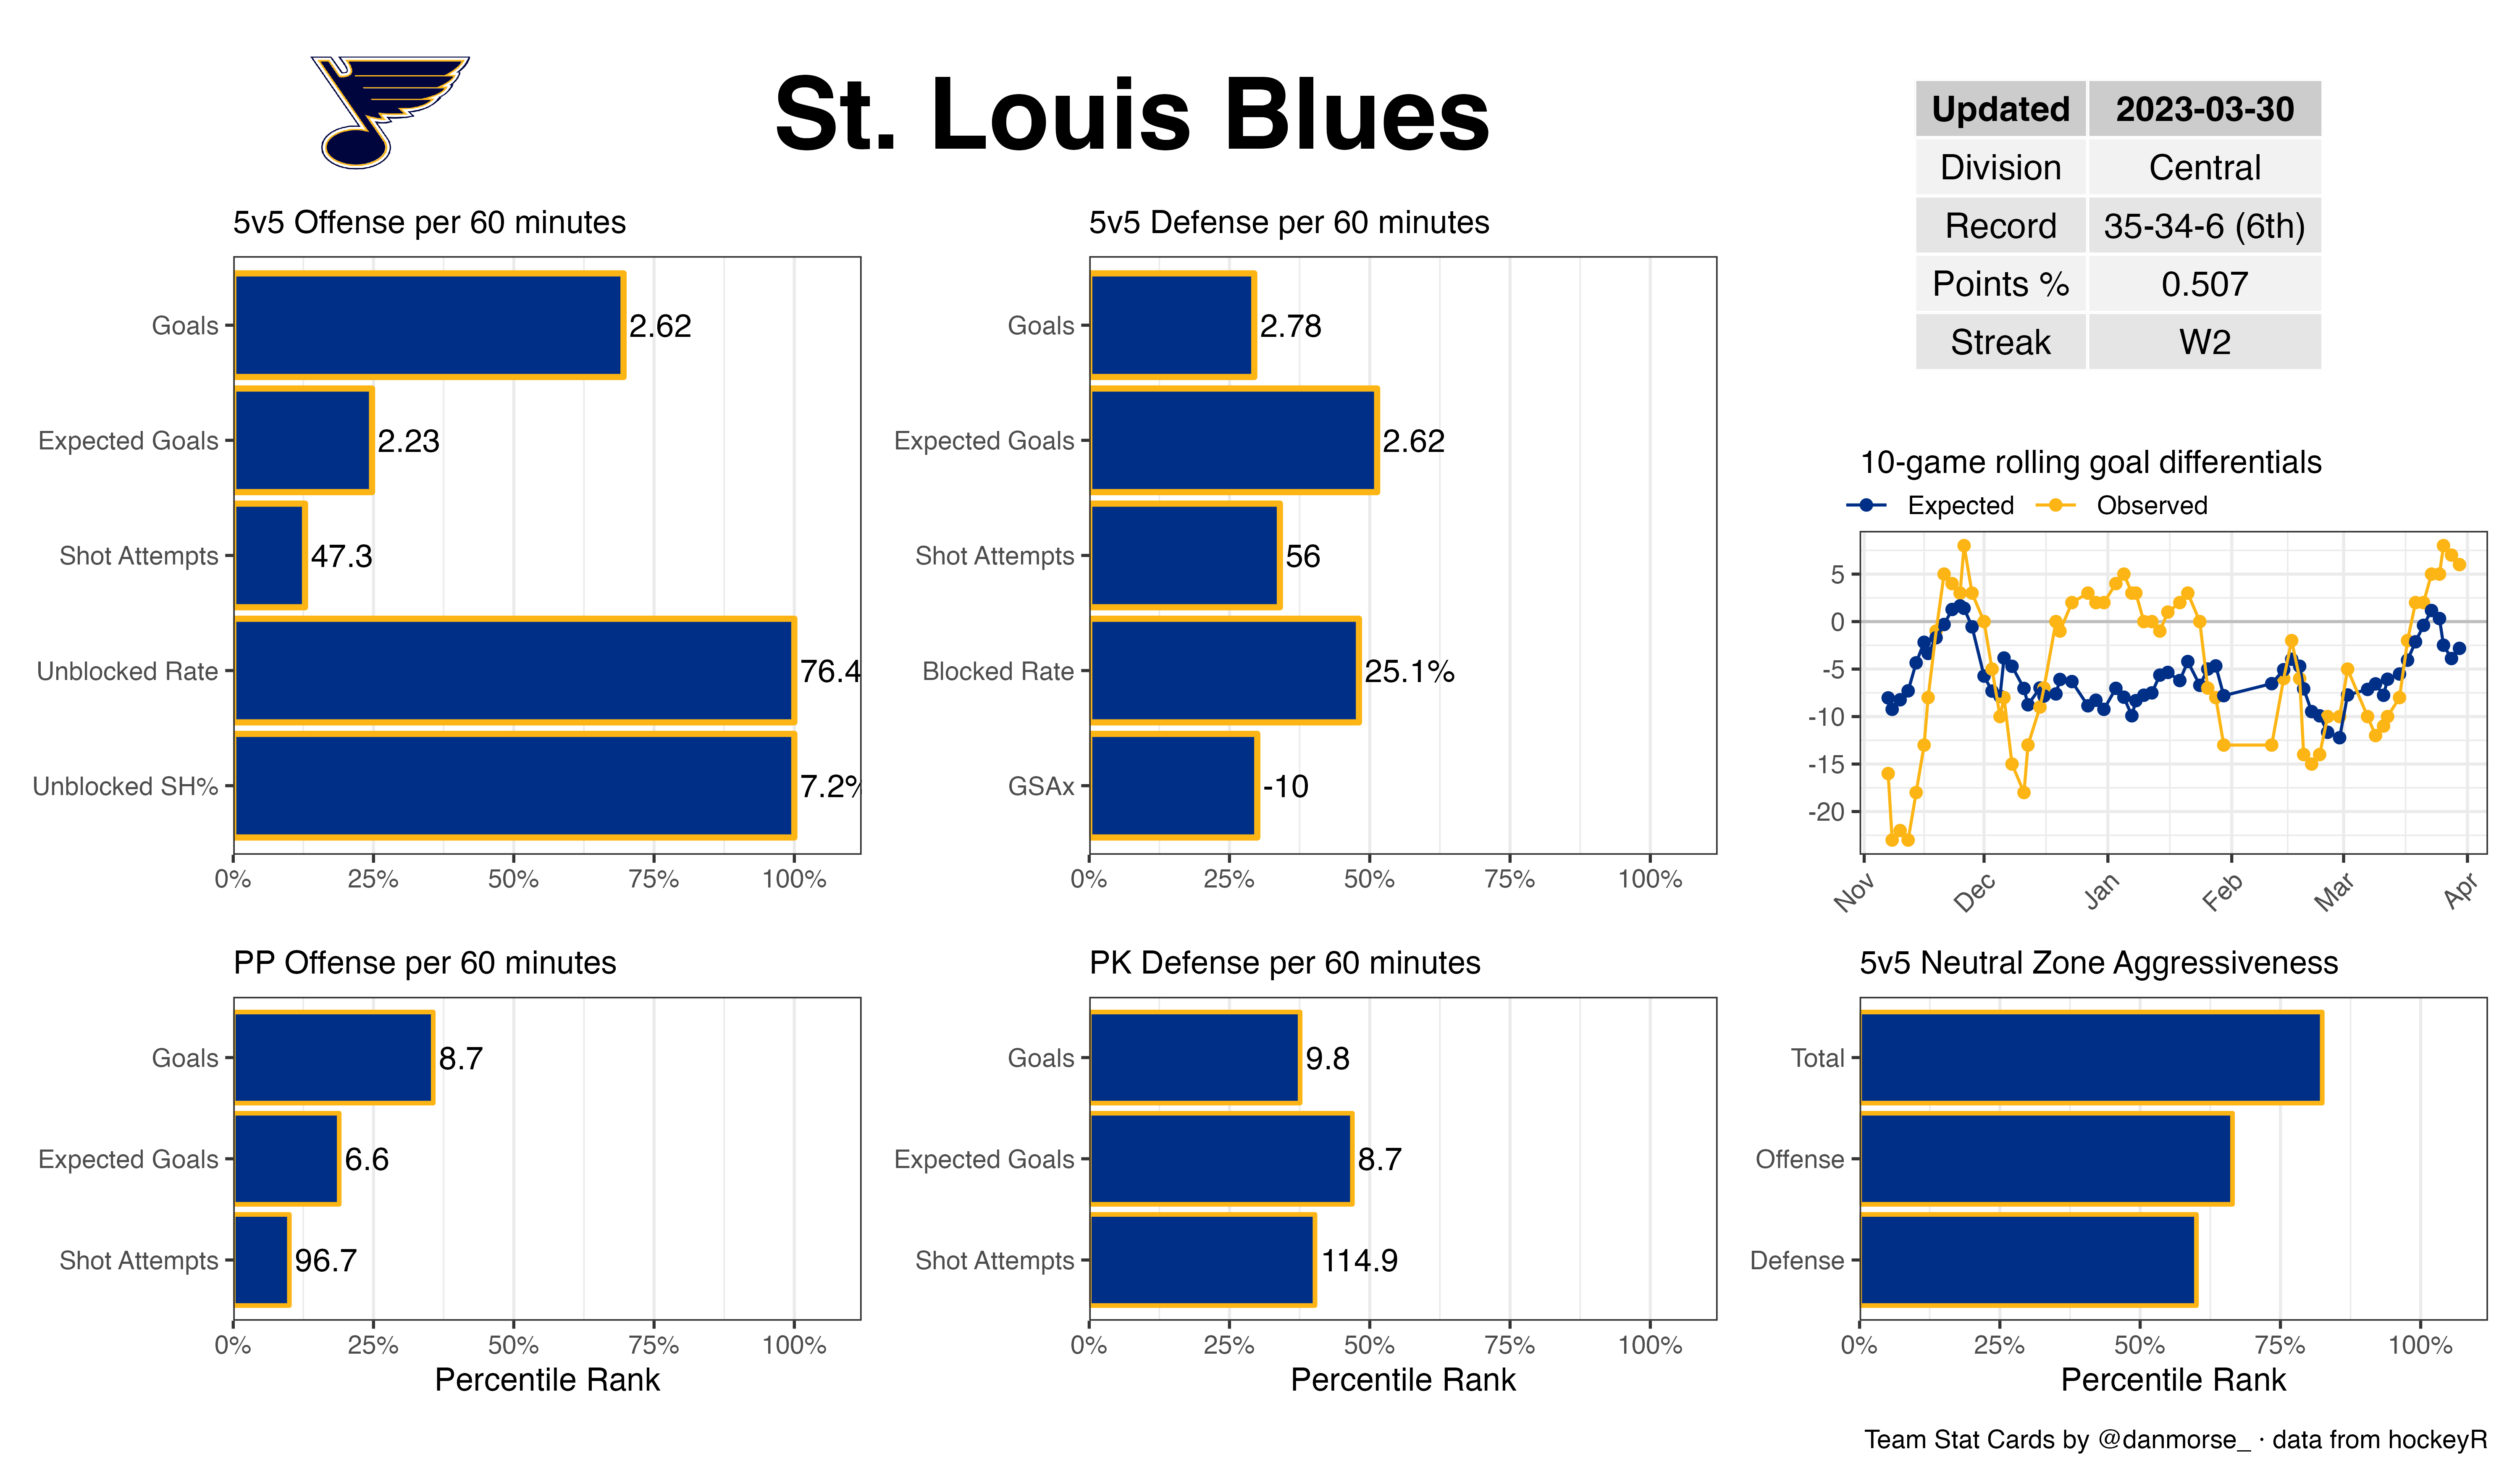 St. Louis Blues
Updated 2023-03-30
Division Central
Record 35-34-6 (6th)
Points % 0.507
Streak W2
5v5 Offense per 60 minutes
Goals 2.62
Expected Goals 2.23
Shot Attempts 47.3
Unblocked Rate 76.4
Unblocked SH% 7.2%
0% 25% 50% 75% 100%
5v5 Defense per 60 minutes
Goals 2.78
Expected Goals 2.62
Shot Attempts 56
Blocked Rate 25.1%
GSAx -10
0% 25% 50% 75% 100%
10-game rolling goal differentials
Expected Observed
5
0
-5
-10
-15
-20
Nov Dec Jan Feb Mar Apr
PP Offense per 60 minutes
Goals 8.7
Expected Goals 6.6
Shot Attempts 96.7
0% 25% 50% 75% 100%
Percentile Rank
PK Defense per 60 minutes
Goals 9.8
Expected Goals 8.7
Shot Attempts 114.9
0% 25% 50% 75% 100%
Percentile Rank
5v5 Neutral Zone Aggressiveness
Total
Offense
Defense
0% 25% 50% 75% 100%
Percentile Rank
Team Stat Cards by @danmorse_ · data from hockeyR